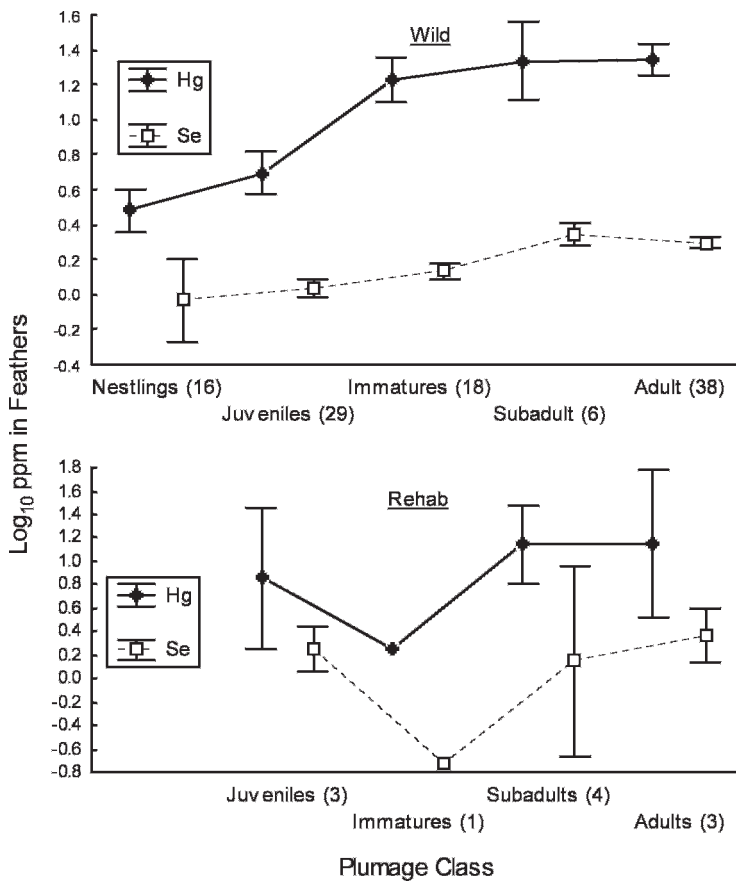 Log10 ppm in Feathers
Wild
1.6
1.4
1.2
1.0
0.8
0.6
0.4
0.2
0.0
-0.2
-0.4
Hg
Se
Nestlings (16) Immatures (18) Adult (38)
Juveniles (29) Subadult (6)
Rehab
1.8
1.6
1.4
1.2
1.0
0.8
0.6
0.4
0.2
0.0
-0.2
-0.4
-0.6
-0.8
Hg
Se
Juveniles (3) Subadults (4)
Immatures (1) Adults (3)
Plumage Class